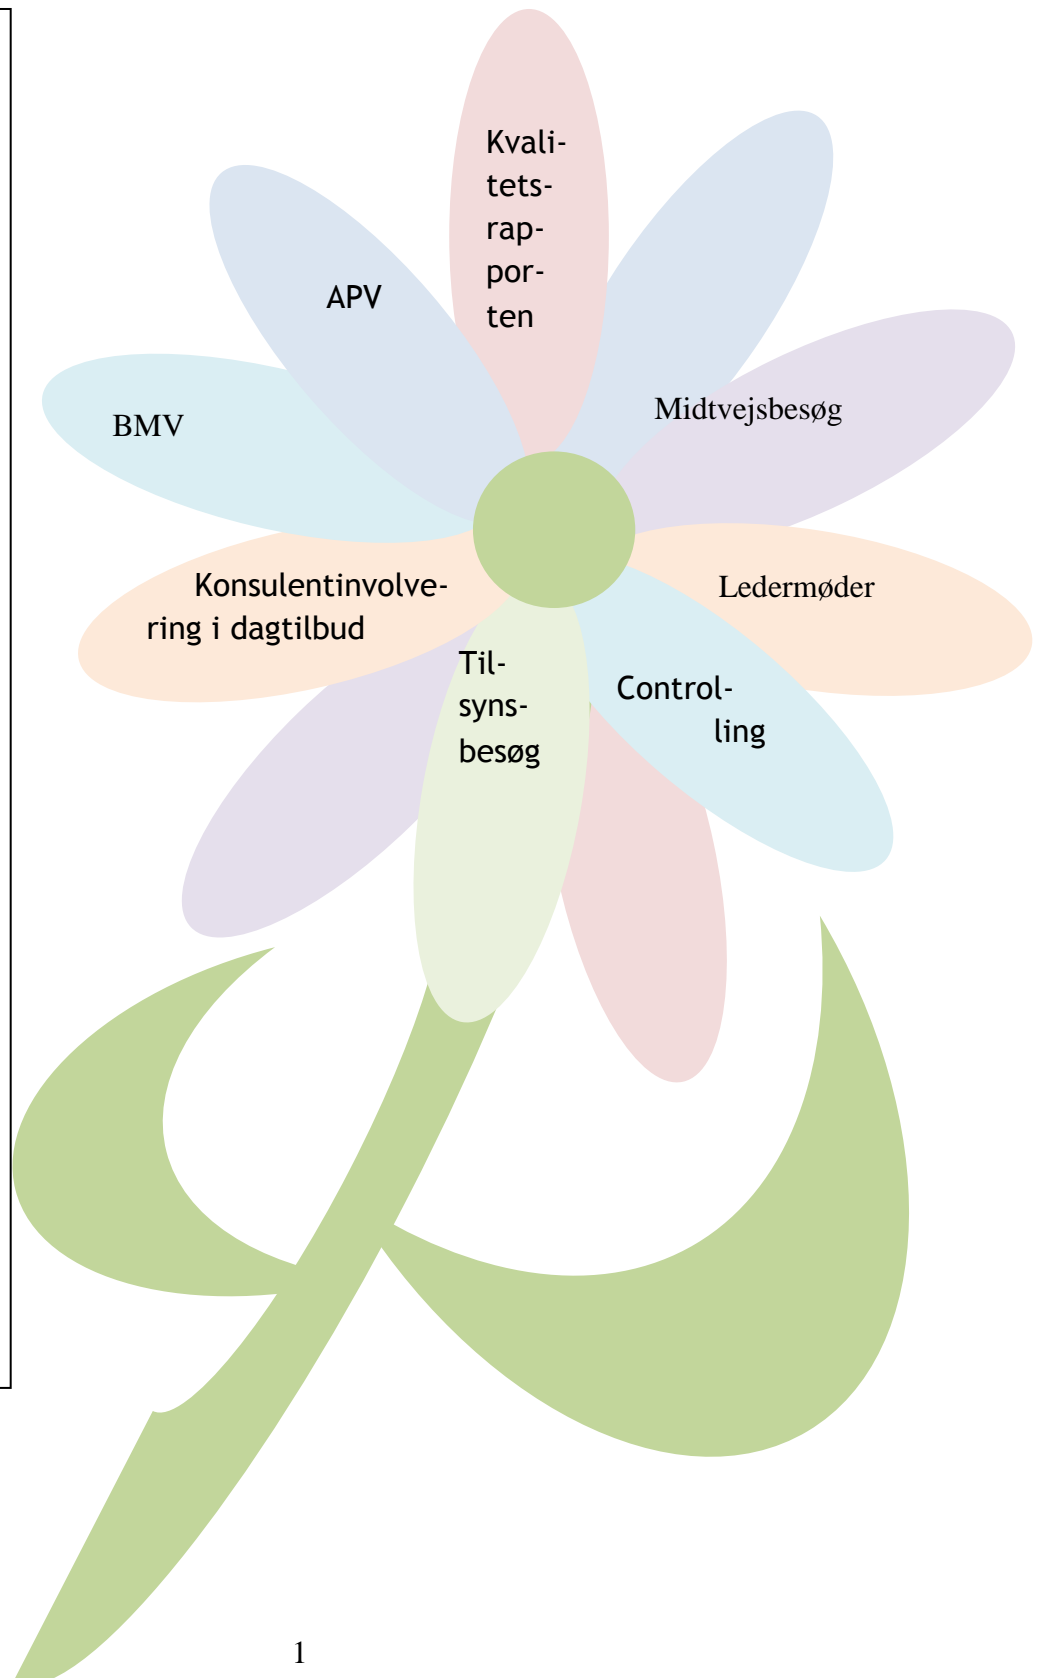 Kvali-
tets-
rap-
por-
ten
APV
Midtvejsbesøg
BMV
Konsulentinvolve-
ring i dagtilbud
Ledermøder
Til-
syns-
besøg
Control-
ling
1